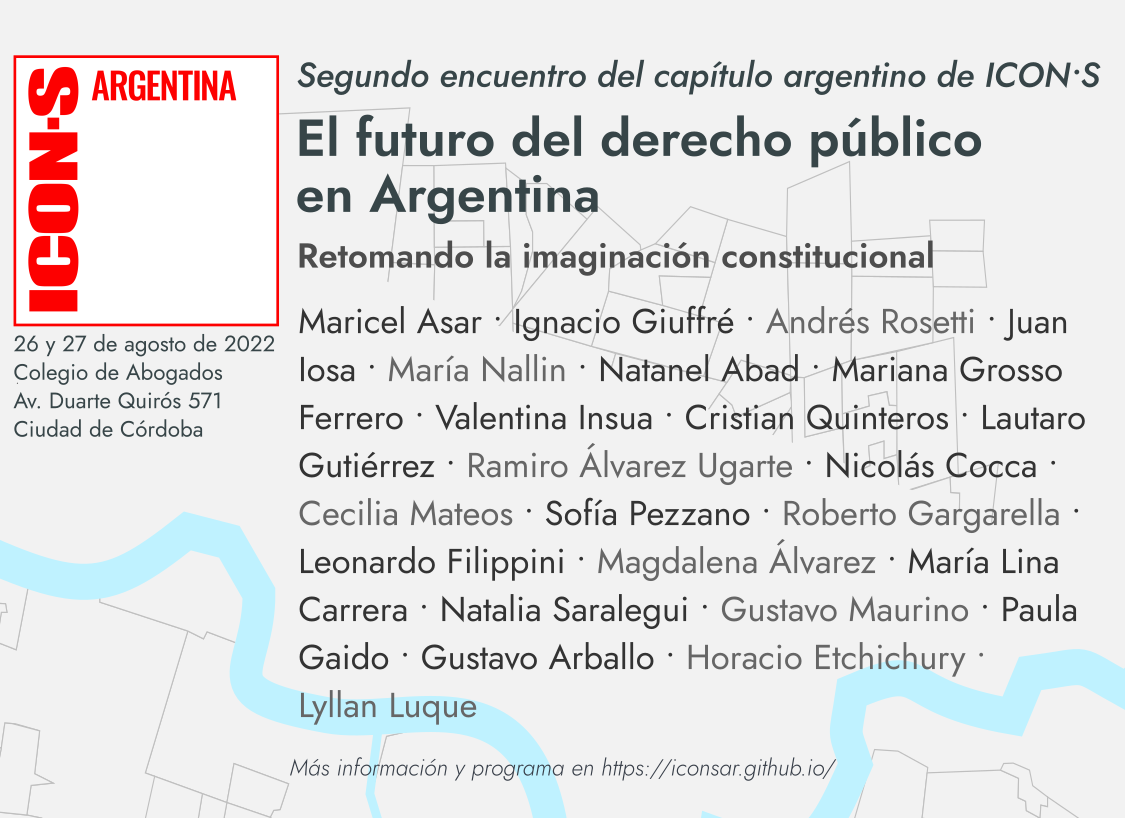 ICON·S
ARGENTINA
26 y 27 de agosto de 2022
Colegio de Abogados
Av. Duarte Quirós 571
Ciudad de Córdoba
Segundo encuentro del capítulo argentino de ICON·S
El futuro del derecho público
en Argentina
Retomando la imaginación constitucional
Maricel Asar · Ignacio Giuffré · Andrés Rosetti · Juan
Iosa · María Nallin · Natanel Abad · Mariana Grosso
Ferrero · Valentina Insua · Cristian Quinteros · Lautaro
Gutiérrez · Ramiro Álvarez Ugarte · Nicolás Cocca ·
Cecilia Mateos · Sofía Pezzano · Roberto Gargarella ·
Leonardo Filippini · Magdalena Álvarez · María Lina
Carrera · Natalia Saralegui · Gustavo Maurino · Paula
Gaido · Gustavo Arballo · Horacio Etchichury ·
Lyllan Luque
Más información y programa en https://iconsar.github.io/